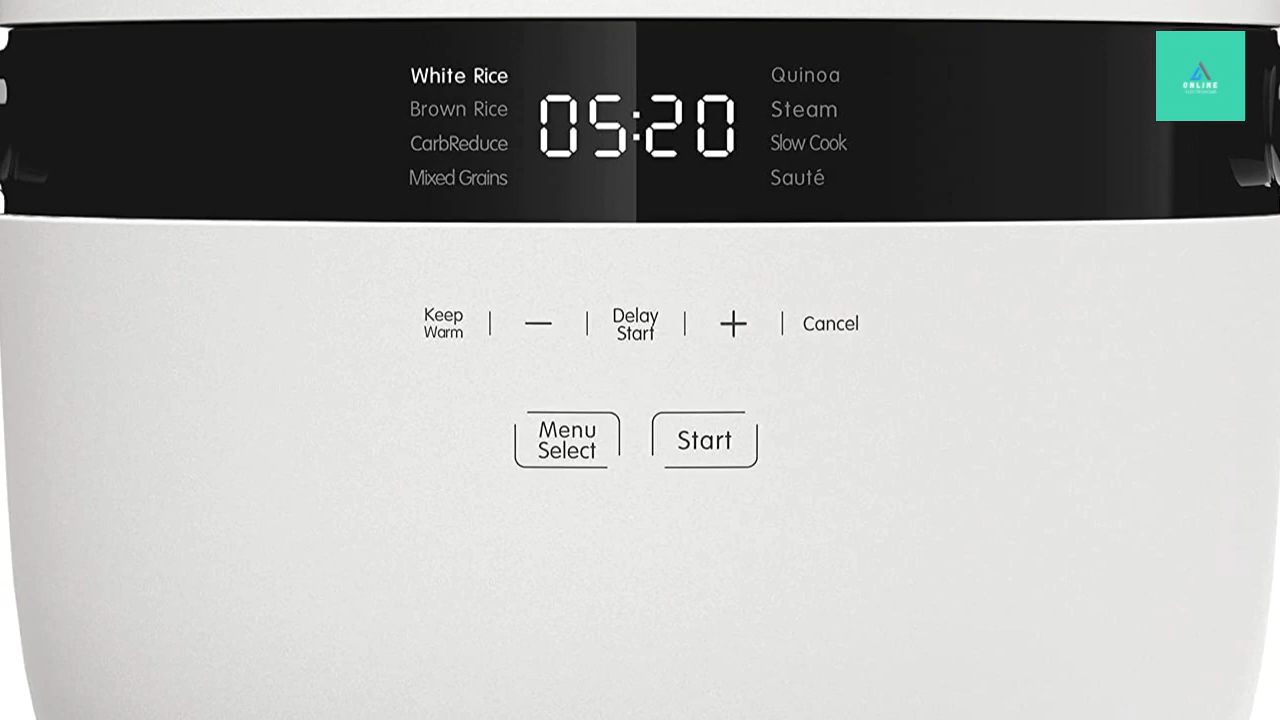 White Rice
Brown Rice
CarbReduce
Mixed Grains
05:20
Quinoa
Steam
Slow Cook
Sauté
ONLINE
Keep
Warm
−
Delay
Start
+
Cancel
Menu
Select
Start